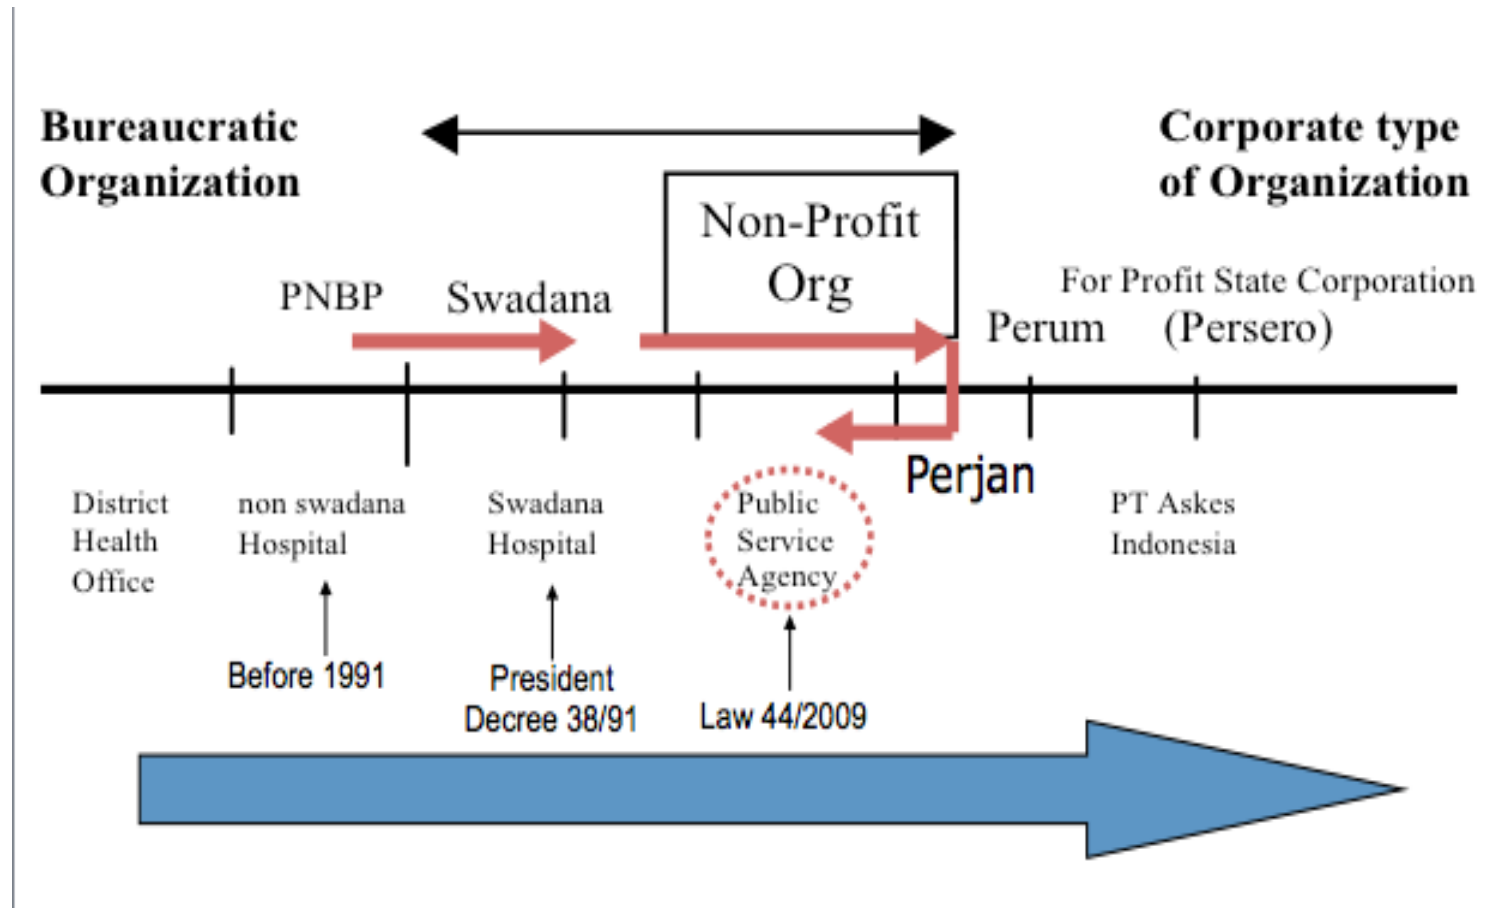 Bureaucratic
Organization
Corporate type
of Organization
Non-Profit
Org
PNBP
Swadana
For Profit State Corporation
Perum
(Persero)
Perjan
District
Health
Office
non swadana
Hospital
Swadana
Hospital
Public
Service
Agency
PT Askes
Indonesia
Before 1991
President
Decree 38/91
Law 44/2009